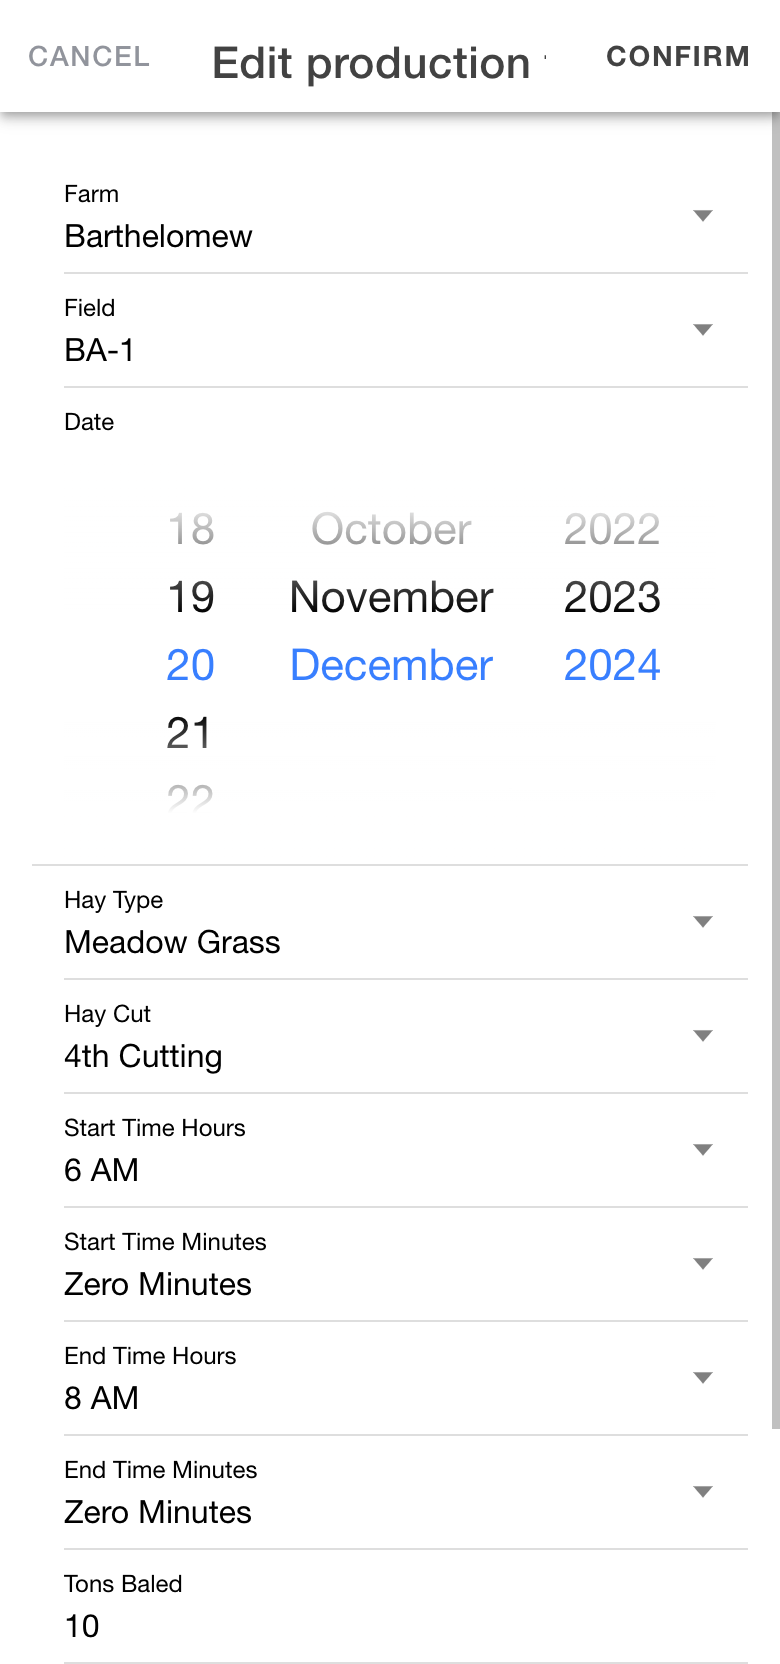 CANCEL Edit production CONFIRM
Farm
Barthelomew
Field
BA-1
Date
18 October 2022
19 November 2023
20 December 2024
21
22
Hay Type
Meadow Grass
Hay Cut
4th Cutting
Start Time Hours
6 AM
Start Time Minutes
Zero Minutes
End Time Hours
8 AM
End Time Minutes
Zero Minutes
Tons Baled
10